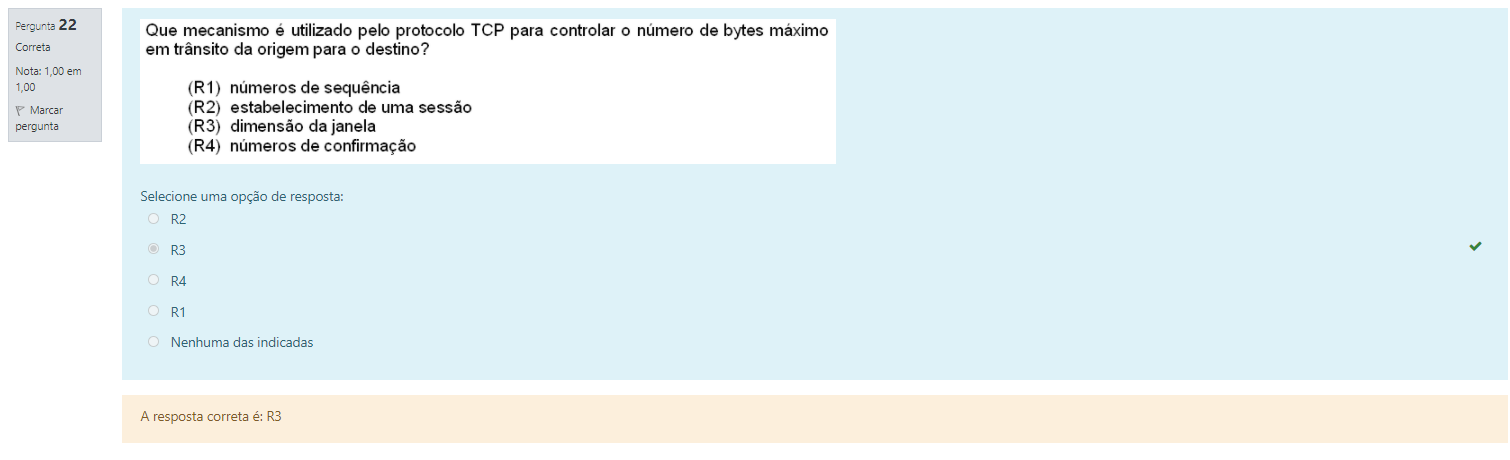 Pergunta 22
Correta
Nota: 1,00 em
1,00
Marcar
pergunta
Que mecanismo é utilizado pelo protocolo TCP para controlar o número de bytes máximo
em trânsito da origem para o destino?
(R1) números de sequência
(R2) estabelecimento de uma sessão
(R3) dimensão da janela
(R4) números de confirmação
Selecione uma opção de resposta:
R2
R3
R4
R1
Nenhuma das indicadas
A resposta correta é: R3